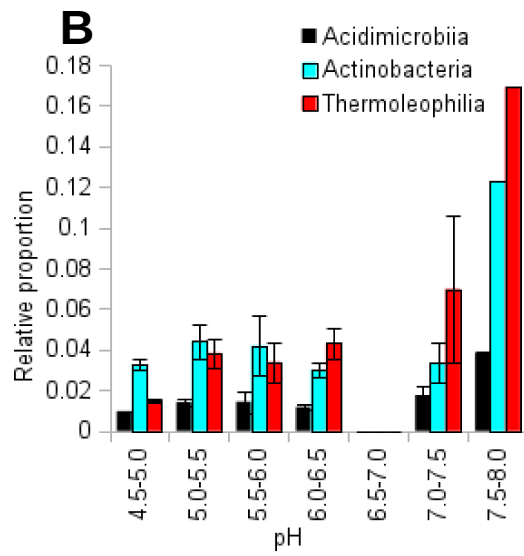 B
Acidimicrobiia
Actinobacteria
Thermoleophilia
Relative proportion
0.18
0.16
0.14
0.12
0.1
0.08
0.06
0.04
0.02
0
4.5-5.0
5.0-5.5
5.5-6.0
6.0-6.5
6.5-7.0
7.0-7.5
7.5-8.0
pH